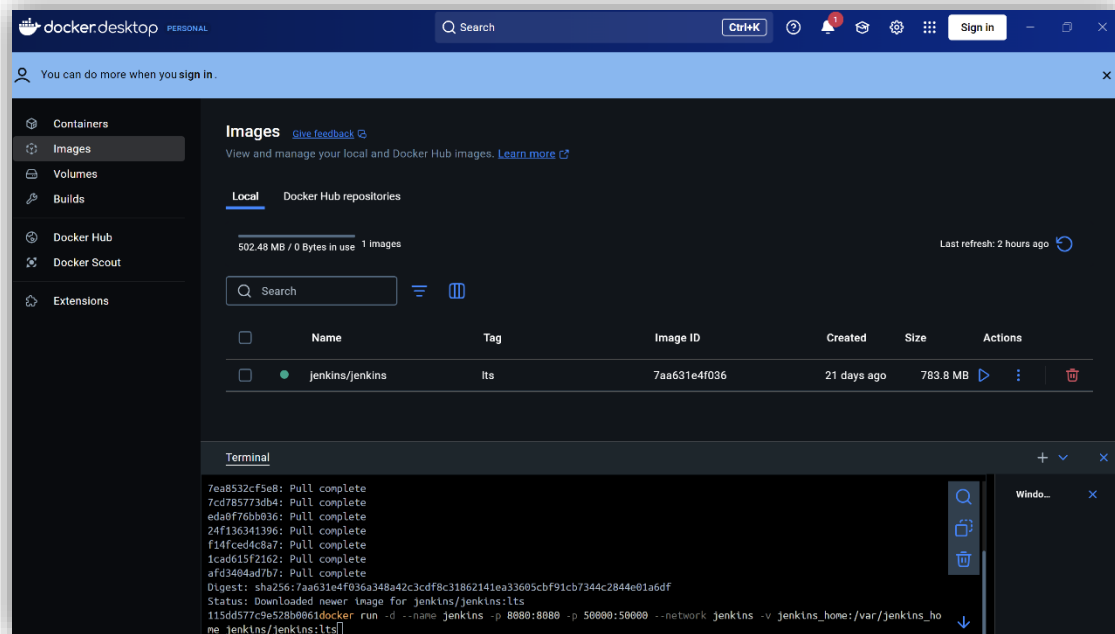 docker.desktop PERSONAL
Search
Ctrl+K
1
Sign in
You can do more when you sign in.
Containers
Images
Volumes
Builds
Docker Hub
Docker Scout
Extensions
Images Give feedback
View and manage your local and Docker Hub images. Learn more
Local Docker Hub repositories
502.48 MB / 0 Bytes in use 1 images
Last refresh: 2 hours ago
Search
Name Tag Image ID Created Size Actions
jenkins/jenkins lts 7aa631e4f036 21 days ago 783.8 MB
Terminal
Windo...
7ea8532cf5e8: Pull complete
7cd785773db4: Pull complete
eda0f76bb036: Pull complete
24f136341396: Pull complete
f14fced4c8a7: Pull complete
1cad615f2162: Pull complete
afd3404ad7b7: Pull complete
Digest: sha256:7aa631e4f036a348a42c3cdf8c31862141ea33605cbf91cb7344c2844e01a6df
Status: Downloaded newer image for jenkins/jenkins:lts
115dd577c9e528b0061docker run -d --name jenkins -p 8080:8080 -p 50000:50000 --network jenkins -v jenkins_home:/var/jenkins_ho
me jenkins/jenkins:lts